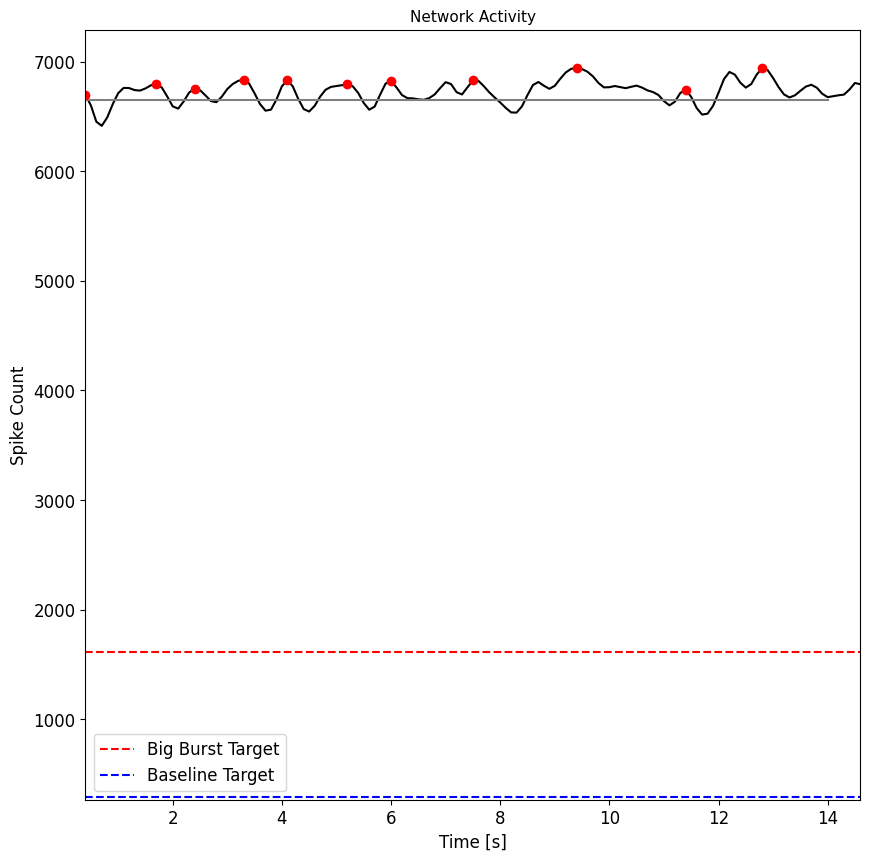 Network Activity
7000
6000
5000
4000
3000
2000
1000
Spike Count
Big Burst Target
Baseline Target
2 4 6 8 10 12 14
Time [s]